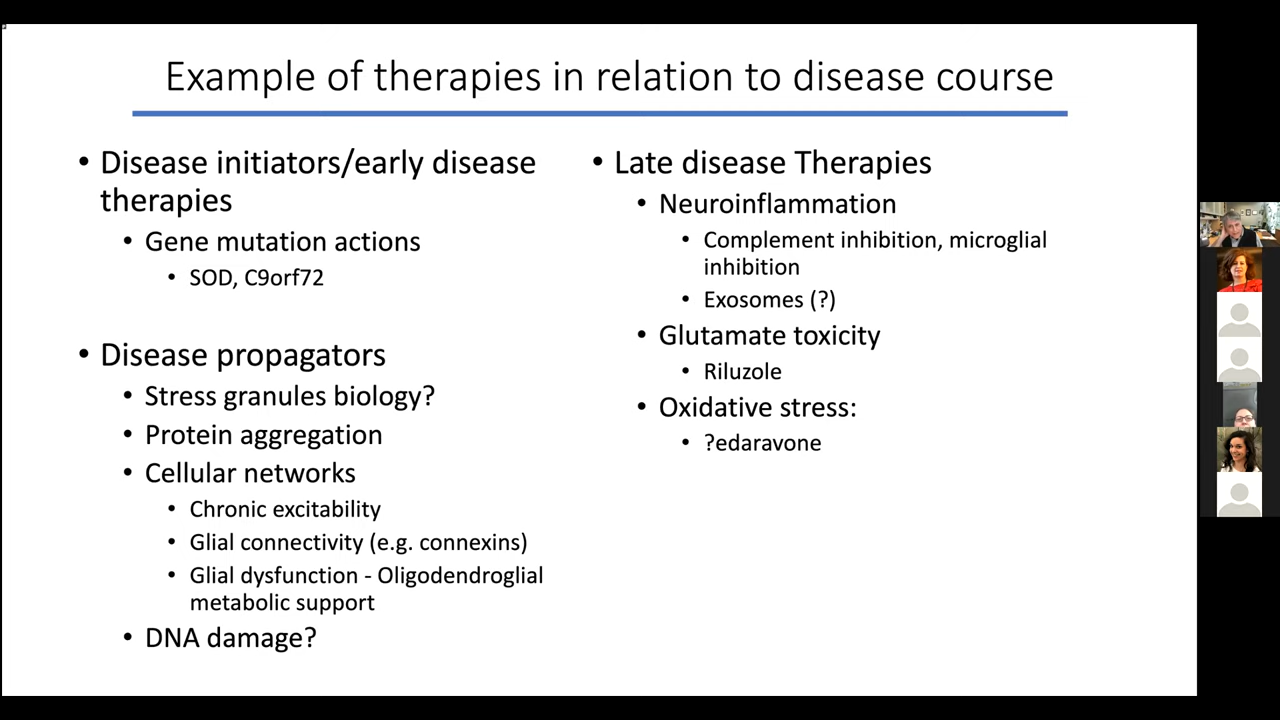 Example of therapies in relation to disease course
• Disease initiators/early disease
therapies
• Gene mutation actions
• SOD, C9orf72
• Disease propagators
• Stress granules biology?
• Protein aggregation
• Cellular networks
• Chronic excitability
• Glial connectivity (e.g. connexins)
• Glial dysfunction - Oligodendroglial
metabolic support
• DNA damage?
• Late disease Therapies
• Neuroinflammation
• Complement inhibition, microglial
inhibition
• Exosomes (?)
• Glutamate toxicity
• Riluzole
• Oxidative stress:
• ?edaravone